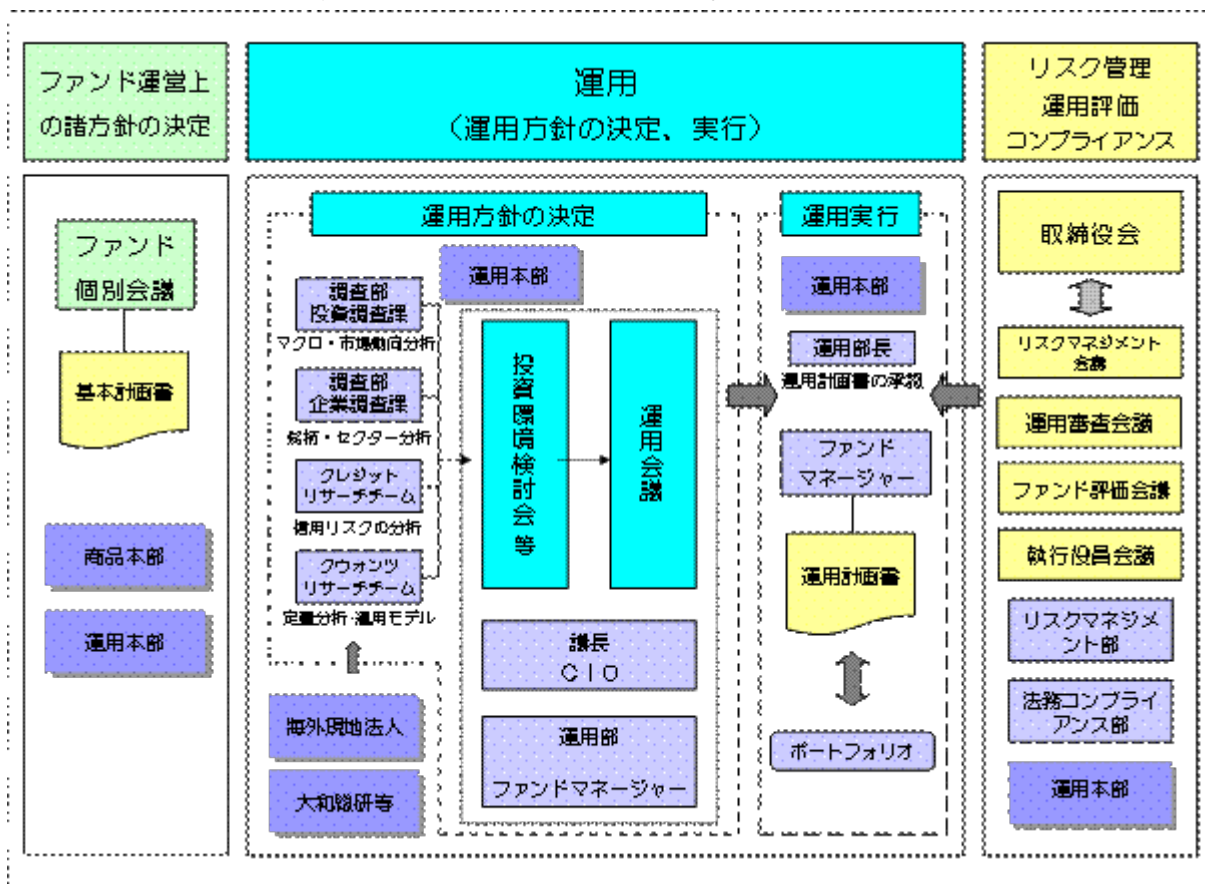 ファンド運営上
の諸方針の決定
運用
（運用方針の決定、実行）
リスク管理
運用評価
コンプライアンス
ファンド
個別会議
基本計画書
商品本部
運用本部
運用方針の決定
運用本部
調査部
投資調査課
マクロ・市場動向分析
調査部
企業調査課
銘柄・セクター分析
クレジット
リサーチチーム
信用リスクの分析
クウォンツ
リサーチチーム
定量分析・運用モデル
海外現地法人
大和総研等
投資環境検討会等
運用会議
議長
ＣＩＯ
運用部
ファンドマネージャー
運用実行
運用本部
運用部長
運用計画書の承認
ファンド
マネージャー
運用計画書
ポートフォリオ
取締役会
リスクマネジメント
会議
運用審査会議
ファンド評価会議
執行役員会議
リスクマネジメ
ント部
法務コンプライ
アンス部
運用本部